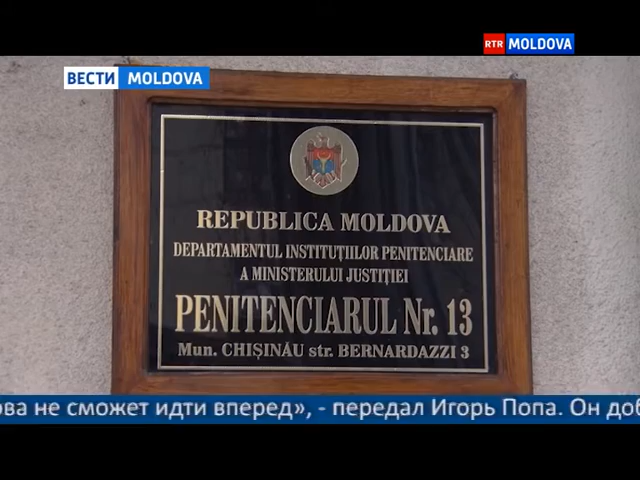 RTR MOLDOVA
ВЕСТИ MOLDOVA
REPUBLICA MOLDOVA
DEPARTAMENTUL INSTITUȚIILOR PENITENCIARE
A MINISTERULUI JUSTIȚIEI
PENITENCIARUL Nr. 13
Mun. CHIȘINĂU str. BERNARDAZZI 3
ова не сможет идти вперед», - передал Игорь Попа. Он доб